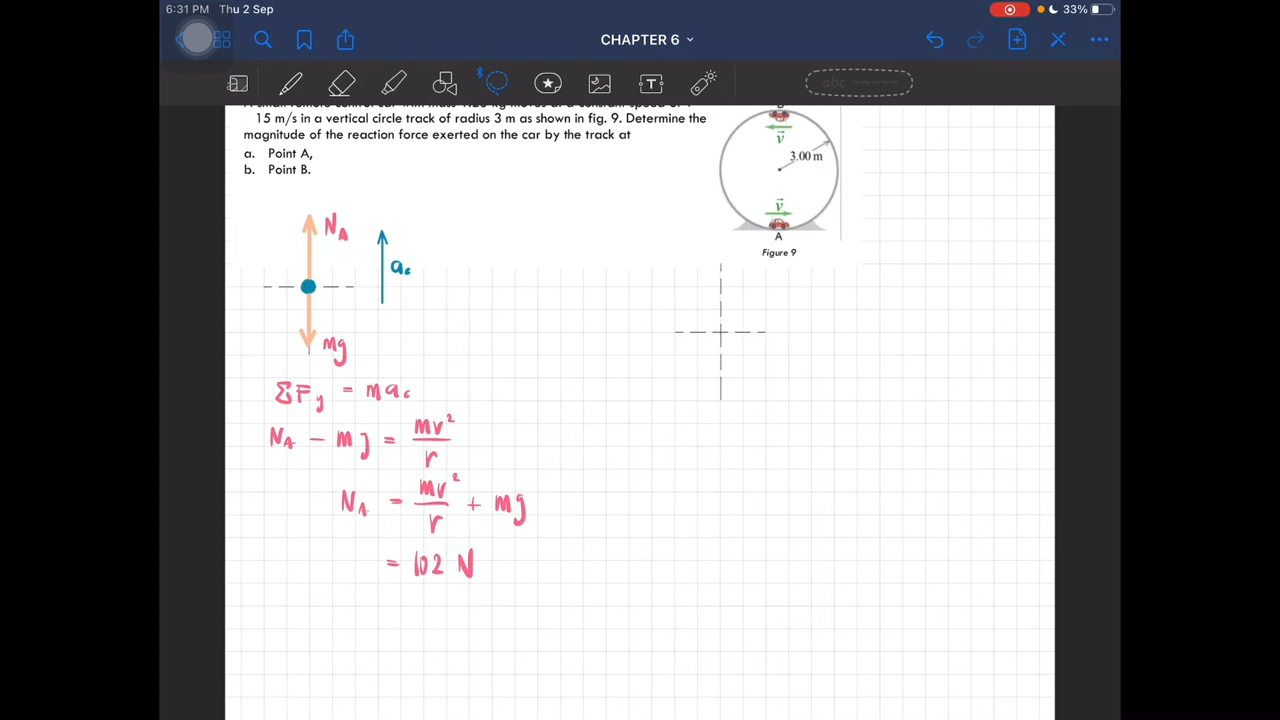 6:31 PM Thu 2 Sep
33%
CHAPTER 6
abc
15 m/s in a vertical circle track of radius 3 m as shown in fig. 9. Determine the
magnitude of the reaction force exerted on the car by the track at
a. Point A,
b. Point B.
v
3.00 m
v
A
Figure 9
N_A
a_c
mg
ΣF_y = ma_c
N_A − mg = mv²/r
N_A = mv²/r + mg
= 102 N